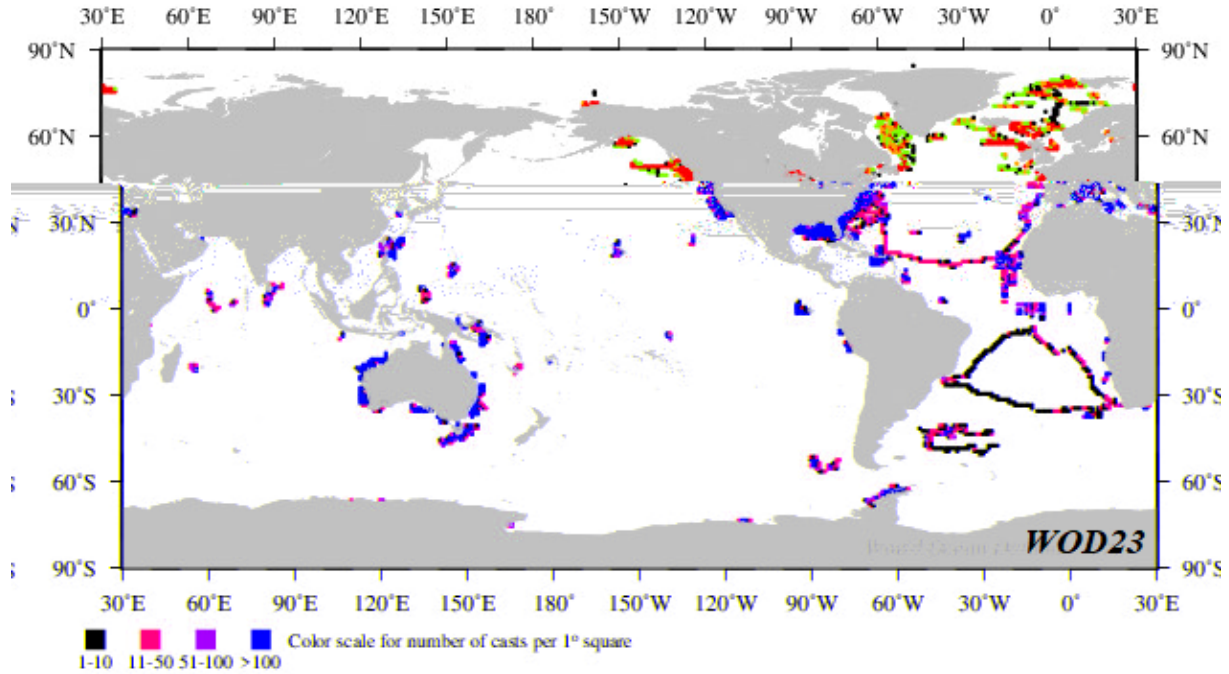 30˚E 60˚E 90˚E 120˚E 150˚E 180˚ 150˚W 120˚W 90˚W 60˚W 30˚W 0˚ 30˚E
90˚N 90˚N
60˚N 60˚N
30˚N 30˚N
0˚ 0˚
30˚S 30˚S
60˚S 60˚S
WOD23
90˚S 90˚S
30˚E 60˚E 90˚E 120˚E 150˚E 180˚ 150˚W 120˚W 90˚W 60˚W 30˚W 0˚ 30˚E
Color scale for number of casts per 1° square
1-10 11-50 51-100 >100